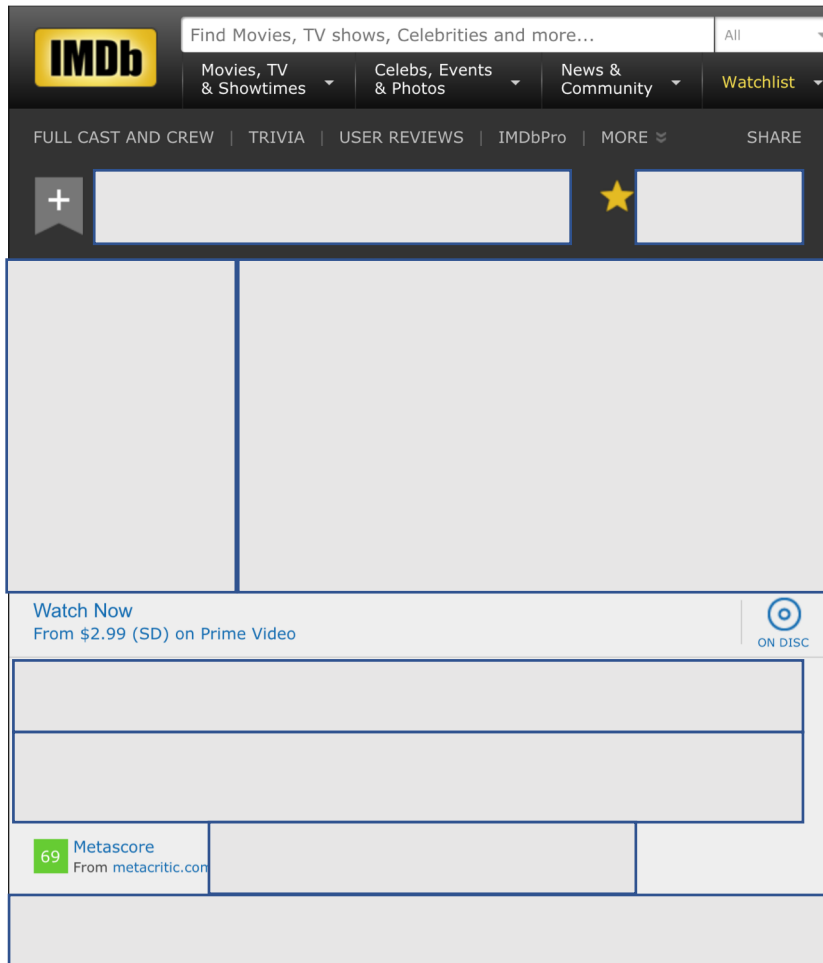 IMDb
Find Movies, TV shows, Celebrities and more...
All
Movies, TV
& Showtimes
Celebs, Events
& Photos
News &
Community
Watchlist
FULL CAST AND CREW | TRIVIA | USER REVIEWS | IMDbPro | MORE
SHARE
Watch Now
From $2.99 (SD) on Prime Video
ON DISC
69
Metascore
From metacritic.com